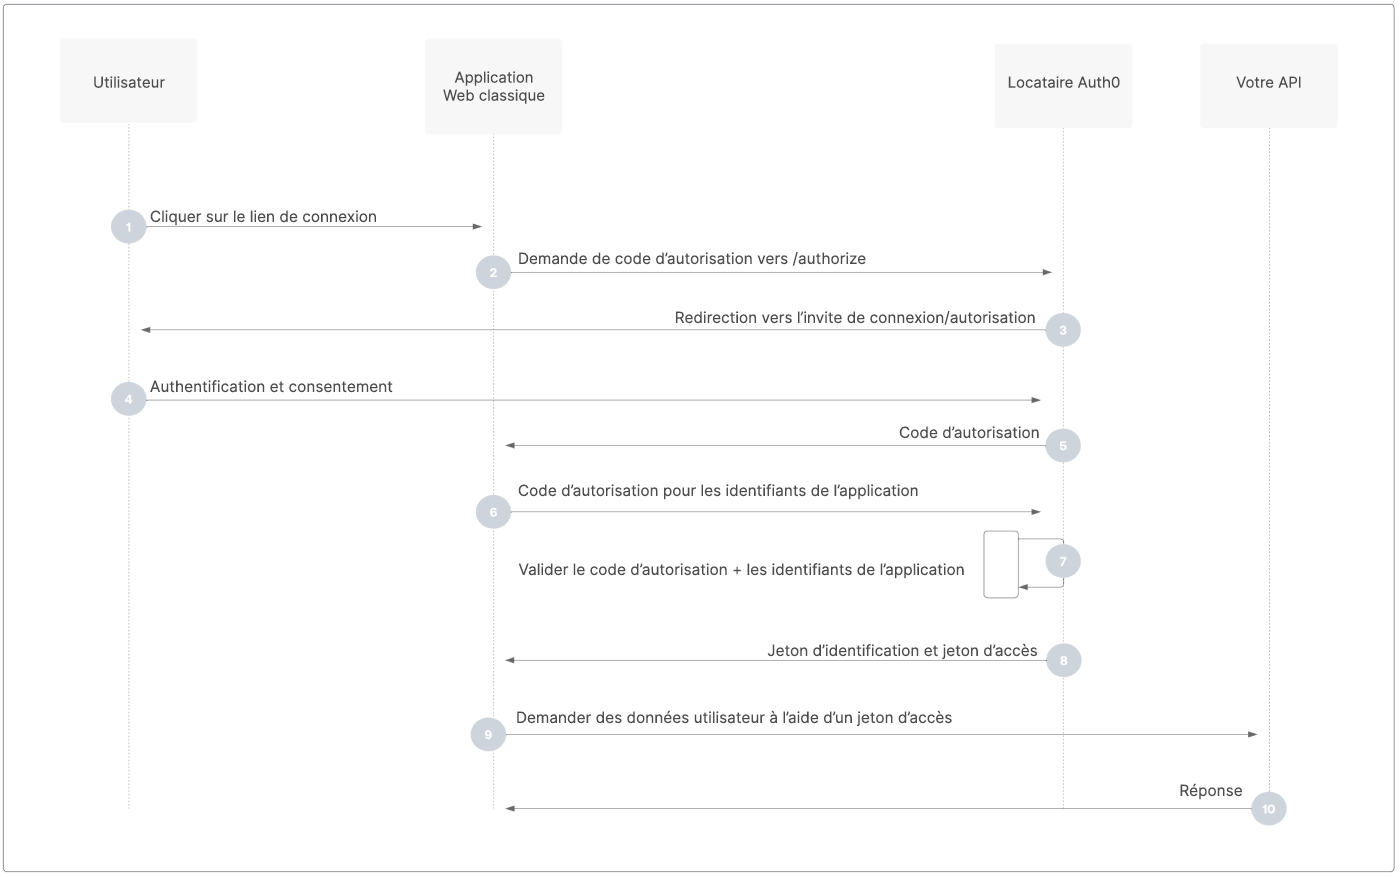 Utilisateur
Application
Web classique
Locataire Auth0
Votre API
1
Cliquer sur le lien de connexion
2
Demande de code d’autorisation vers /authorize
Redirection vers l’invite de connexion/autorisation
3
4
Authentification et consentement
Code d’autorisation
5
6
Code d’autorisation pour les identifiants de l’application
7
Valider le code d’autorisation + les identifiants de l’application
Jeton d’identification et jeton d’accès
8
9
Demander des données utilisateur à l’aide d’un jeton d’accès
Réponse
10